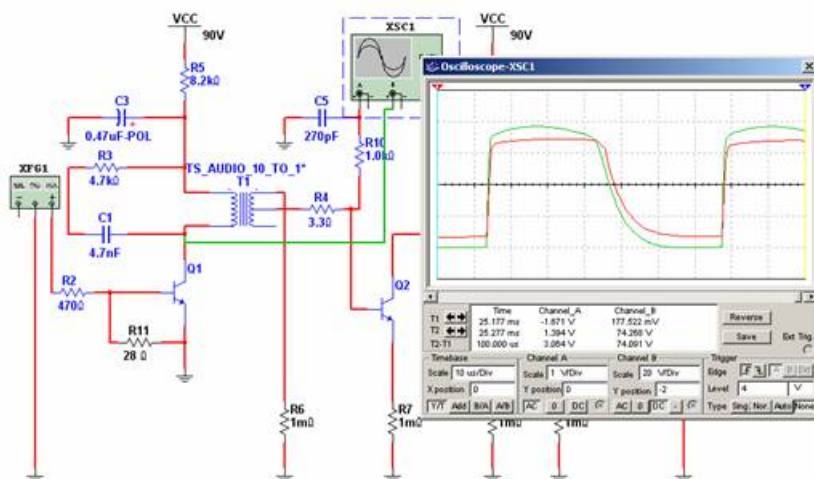 VCC
90V
R5
8.2kΩ
C3
0.47uF-POL
R3
4.7kΩ
XFG1
C1
4.7nF
TS_AUDIO_10_TO_1*
T1
R2
470Ω
Q1
R11
28 Ω
R4
3.3Ω
C5
270pF
R10
1.0kΩ
XSC1
A
B
VCC
90V
Q2
R6
1mΩ
R7
1mΩ
1mΩ
1mΩ
Oscilloscope-XSC1
Time Channel_A Channel_B
T1 25.177 ms -1.671 V 177.522 mV
T2 25.277 ms 1.394 V 74.268 V
T2-T1 100.000 us 3.064 V 74.091 V
Reverse
Save
Ext Trig
Timebase
Scale 10 us/Div
X position 0
Y/T Add B/A A/B
Channel A
Scale 1 V/Div
Y position 0
AC 0 DC
Channel B
Scale 20 V/Div
Y position -2
AC 0 DC -
Trigger
Edge
Level 4 V
Type Sing. Nor. Auto None